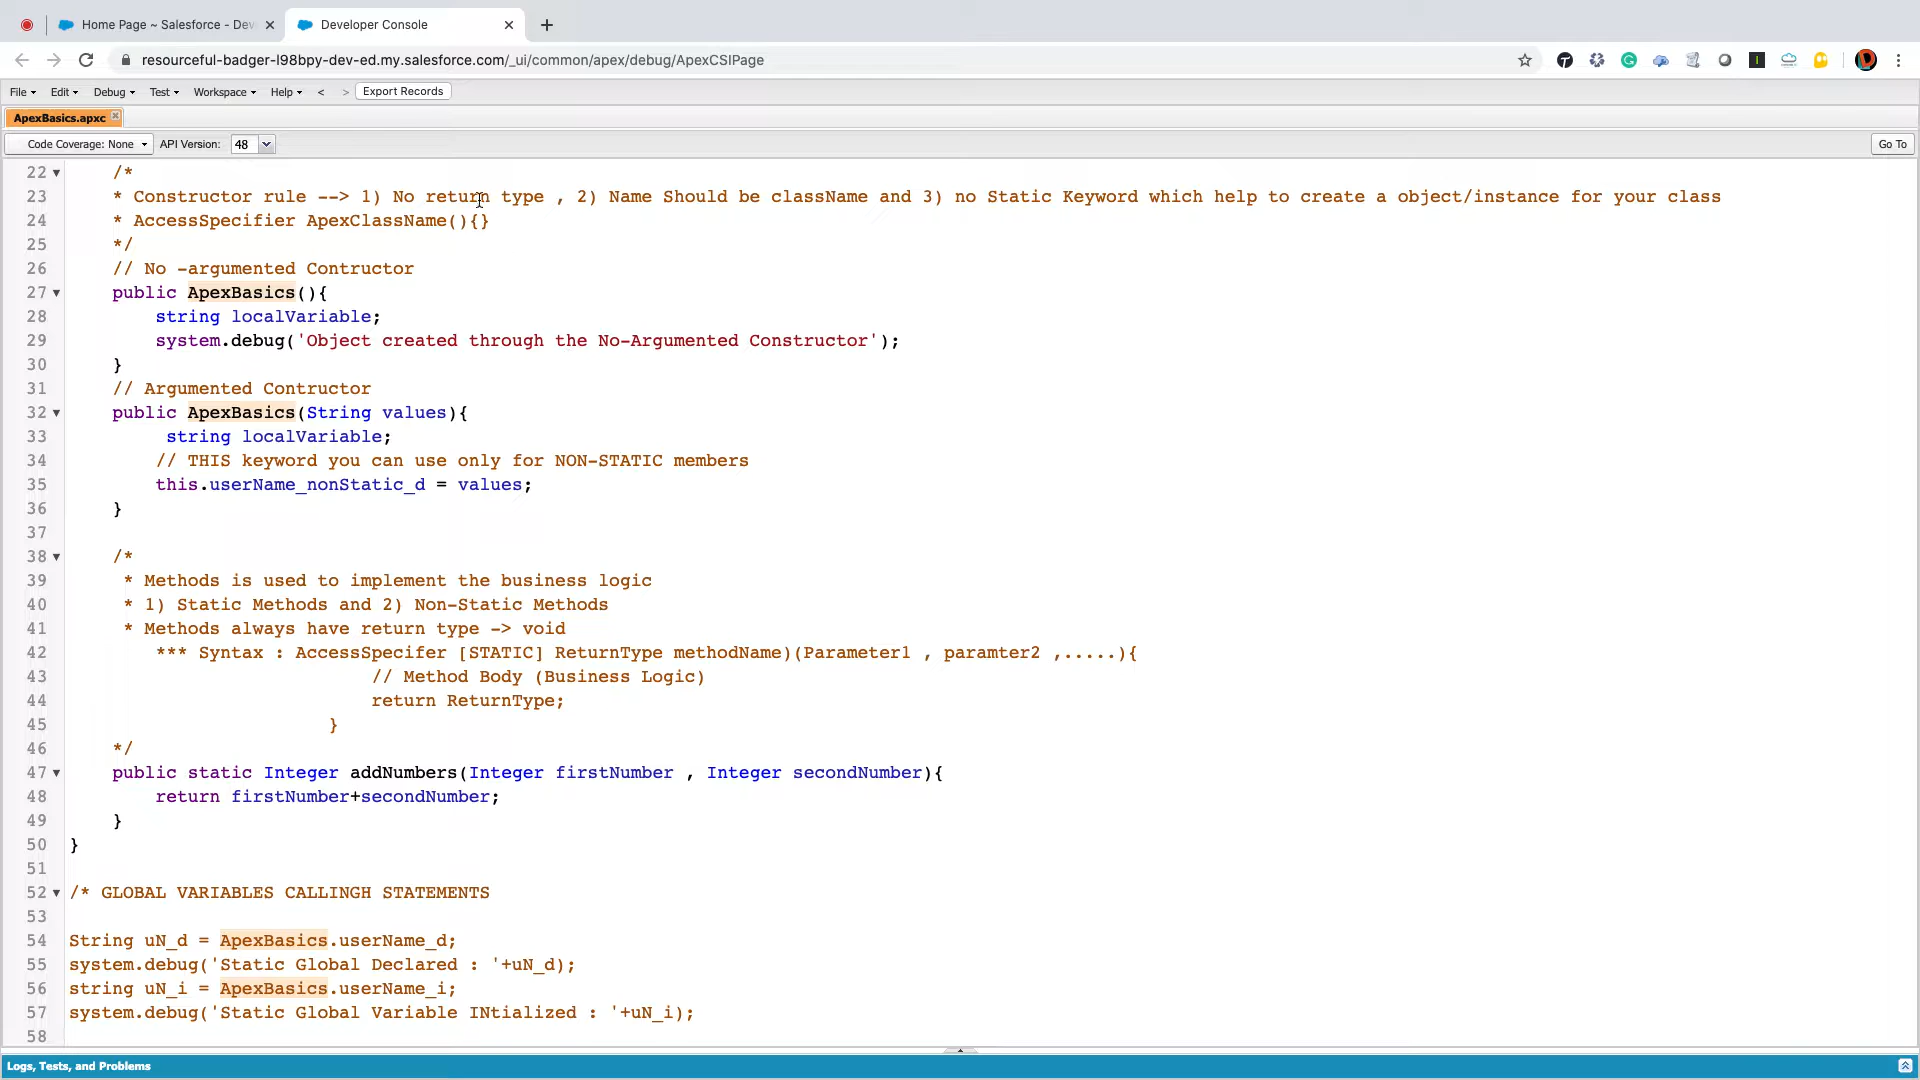 Home Page ~ Salesforce - Dev
Developer Console
resourceful-badger-l98bpy-dev-ed.my.salesforce.com/_ui/common/apex/debug/ApexCSIPage
File Edit Debug Test Workspace Help < > Export Records
ApexBasics.apxc
Code Coverage: None API Version: 48 Go To
22 /*
23 * Constructor rule --> 1) No return type , 2) Name Should be className and 3) no Static Keyword which help to create a object/instance for your class
24 * AccessSpecifier ApexClassName(){}
25 */
26 // No -argumented Contructor
27 public ApexBasics(){
28 string localVariable;
29 system.debug('Object created through the No-Argumented Constructor');
30 }
31 // Argumented Contructor
32 public ApexBasics(String values){
33 string localVariable;
34 // THIS keyword you can use only for NON-STATIC members
35 this.userName_nonStatic_d = values;
36 }
37
38 /*
39 * Methods is used to implement the business logic
40 * 1) Static Methods and 2) Non-Static Methods
41 * Methods always have return type -> void
42 *** Syntax : AccessSpecifer [STATIC] ReturnType methodName)(Parameter1 , paramter2 ,.....){
43 // Method Body (Business Logic)
44 return ReturnType;
45 }
46 */
47 public static Integer addNumbers(Integer firstNumber , Integer secondNumber){
48 return firstNumber+secondNumber;
49 }
50 }
51
52 /* GLOBAL VARIABLES CALLINGH STATEMENTS
53
54 String uN_d = ApexBasics.userName_d;
55 system.debug('Static Global Declared : '+uN_d);
56 string uN_i = ApexBasics.userName_i;
57 system.debug('Static Global Variable INtialized : '+uN_i);
58
Logs, Tests, and Problems